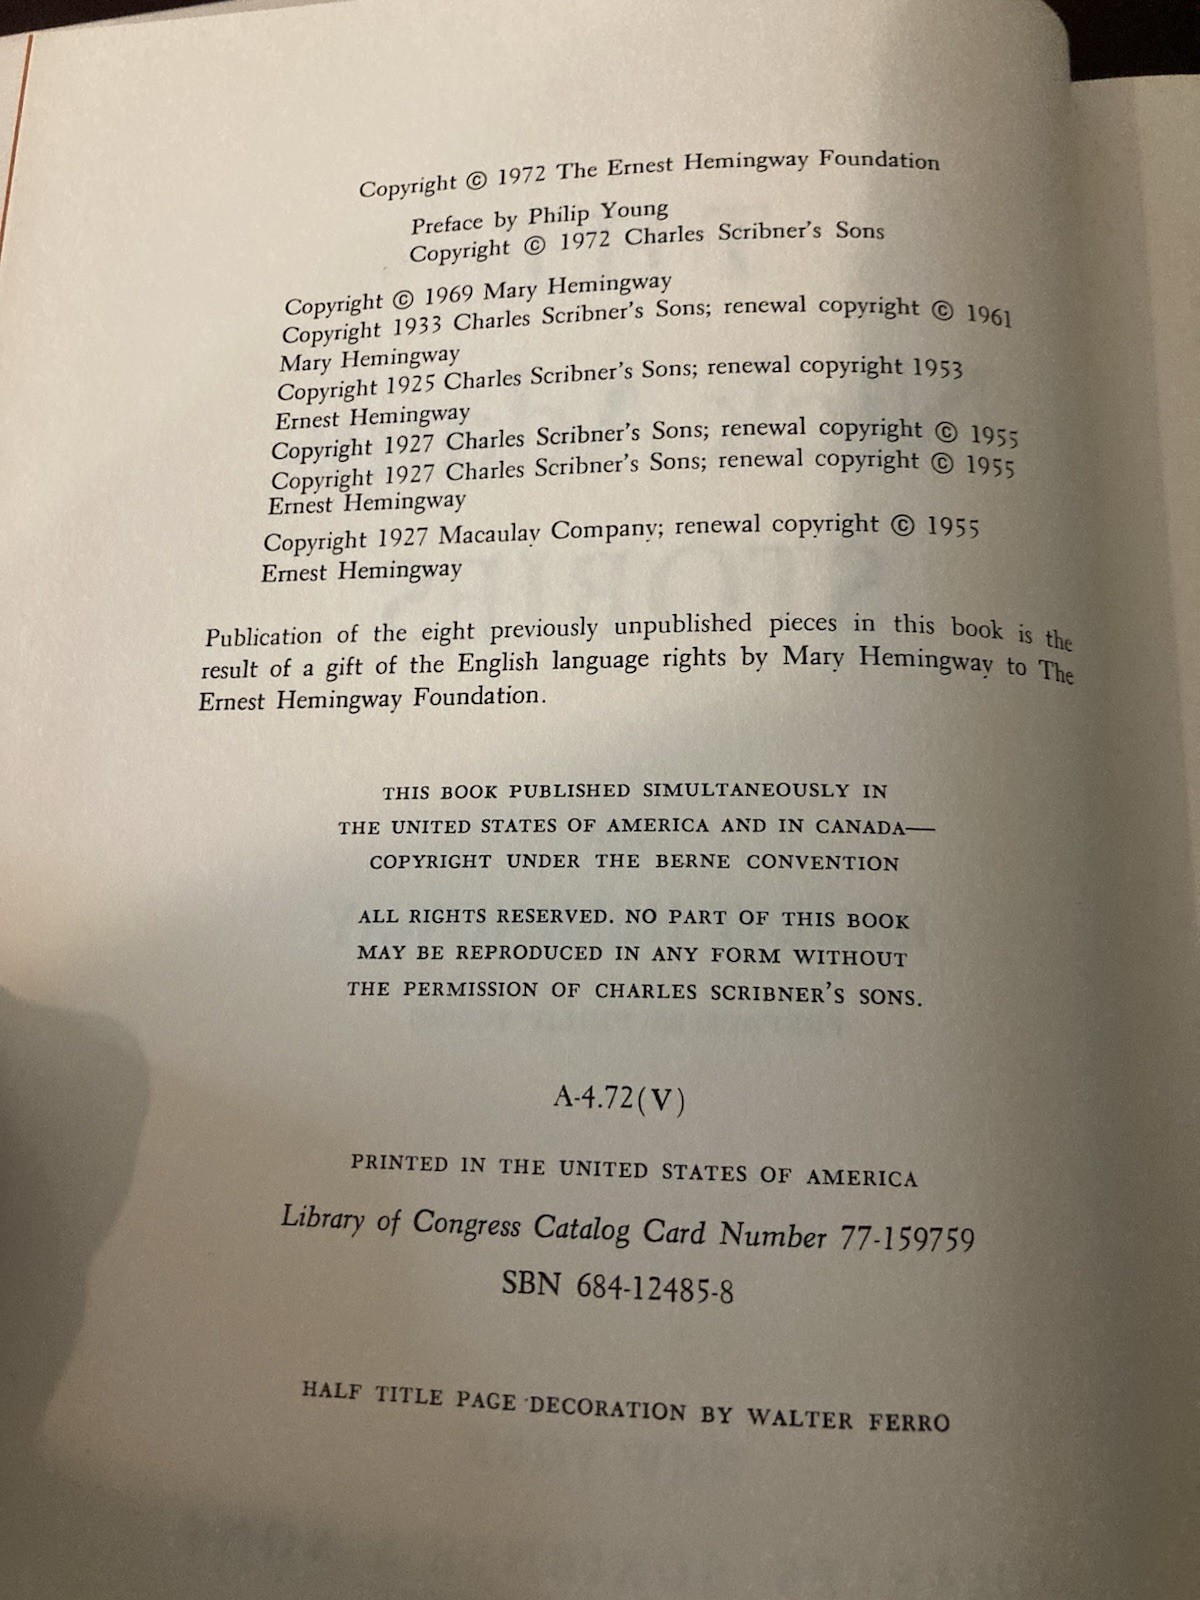 Copyright © 1972 The Ernest Hemingway Foundation
Preface by Philip Young
Copyright © 1972 Charles Scribner's Sons
Copyright © 1969 Mary Hemingway
Copyright 1933 Charles Scribner's Sons; renewal copyright © 1961
Mary Hemingway
Copyright 1925 Charles Scribner's Sons; renewal copyright 1953
Ernest Hemingway
Copyright 1927 Charles Scribner's Sons; renewal copyright © 1955
Copyright 1927 Charles Scribner's Sons; renewal copyright © 1955
Ernest Hemingway
Copyright 1927 Macaulay Company; renewal copyright © 1955
Ernest Hemingway
Publication of the eight previously unpublished pieces in this book is the
result of a gift of the English language rights by Mary Hemingway to The
Ernest Hemingway Foundation.
THIS BOOK PUBLISHED SIMULTANEOUSLY IN
THE UNITED STATES OF AMERICA AND IN CANADA—
COPYRIGHT UNDER THE BERNE CONVENTION
ALL RIGHTS RESERVED. NO PART OF THIS BOOK
MAY BE REPRODUCED IN ANY FORM WITHOUT
THE PERMISSION OF CHARLES SCRIBNER'S SONS.
A-4.72(V)
PRINTED IN THE UNITED STATES OF AMERICA
Library of Congress Catalog Card Number 77-159759
SBN 684-12485-8
HALF TITLE PAGE DECORATION BY WALTER FERRO